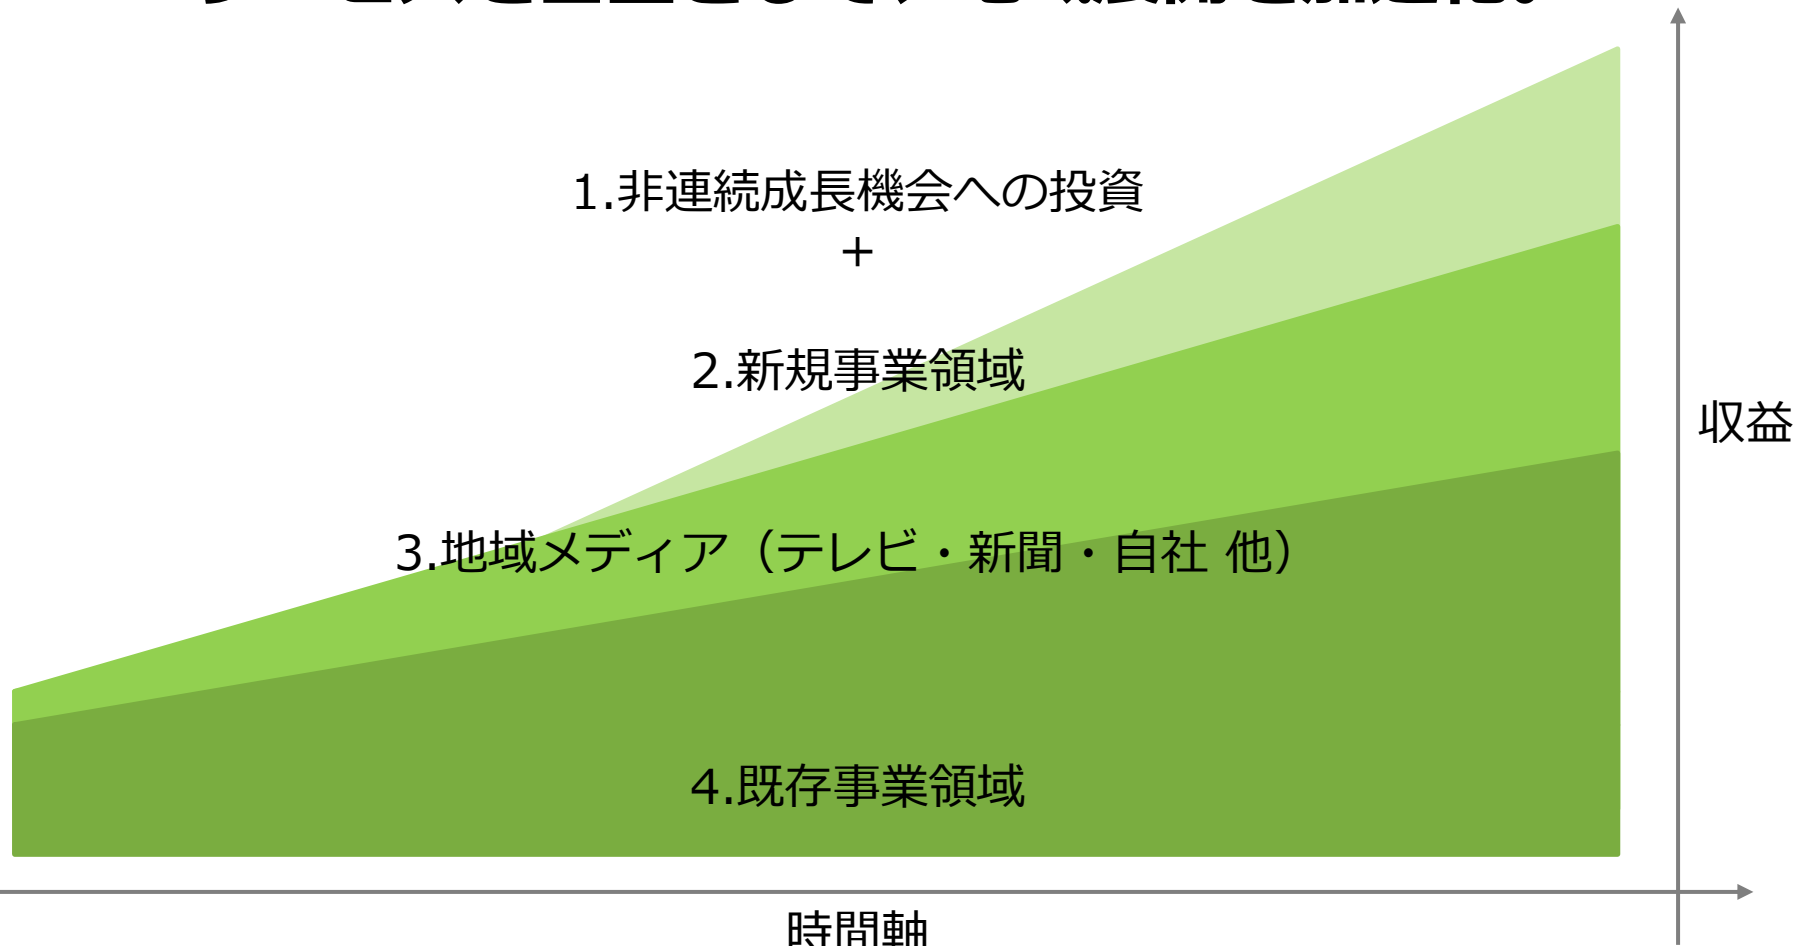 1.非連続成長機会への投資
+
2.新規事業領域
収益
3.地域メディア（テレビ・新聞・自社 他）
4.既存事業領域
時間軸